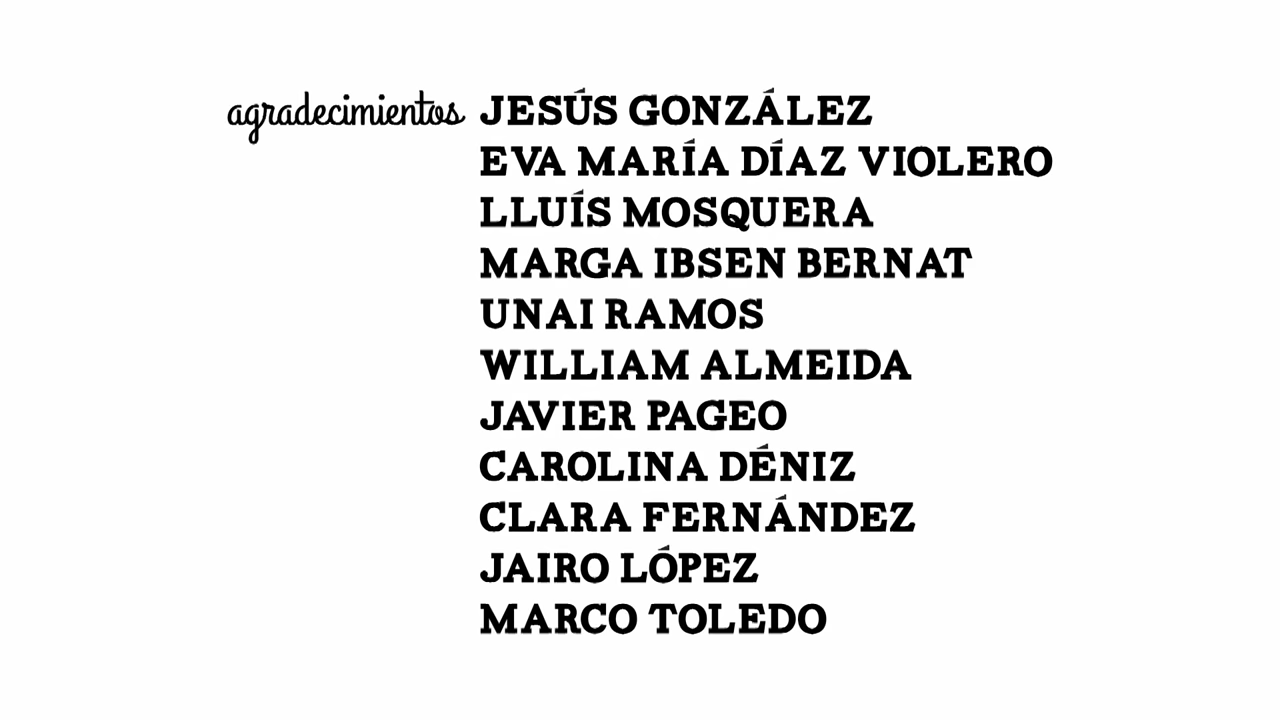 agradecimientos JESÚS GONZÁLEZ
EVA MARÍA DÍAZ VIOLERO
LLUÍS MOSQUERA
MARGA IBSEN BERNAT
UNAI RAMOS
WILLIAM ALMEIDA
JAVIER PAGEO
CAROLINA DÉNIZ
CLARA FERNÁNDEZ
JAIRO LÓPEZ
MARCO TOLEDO